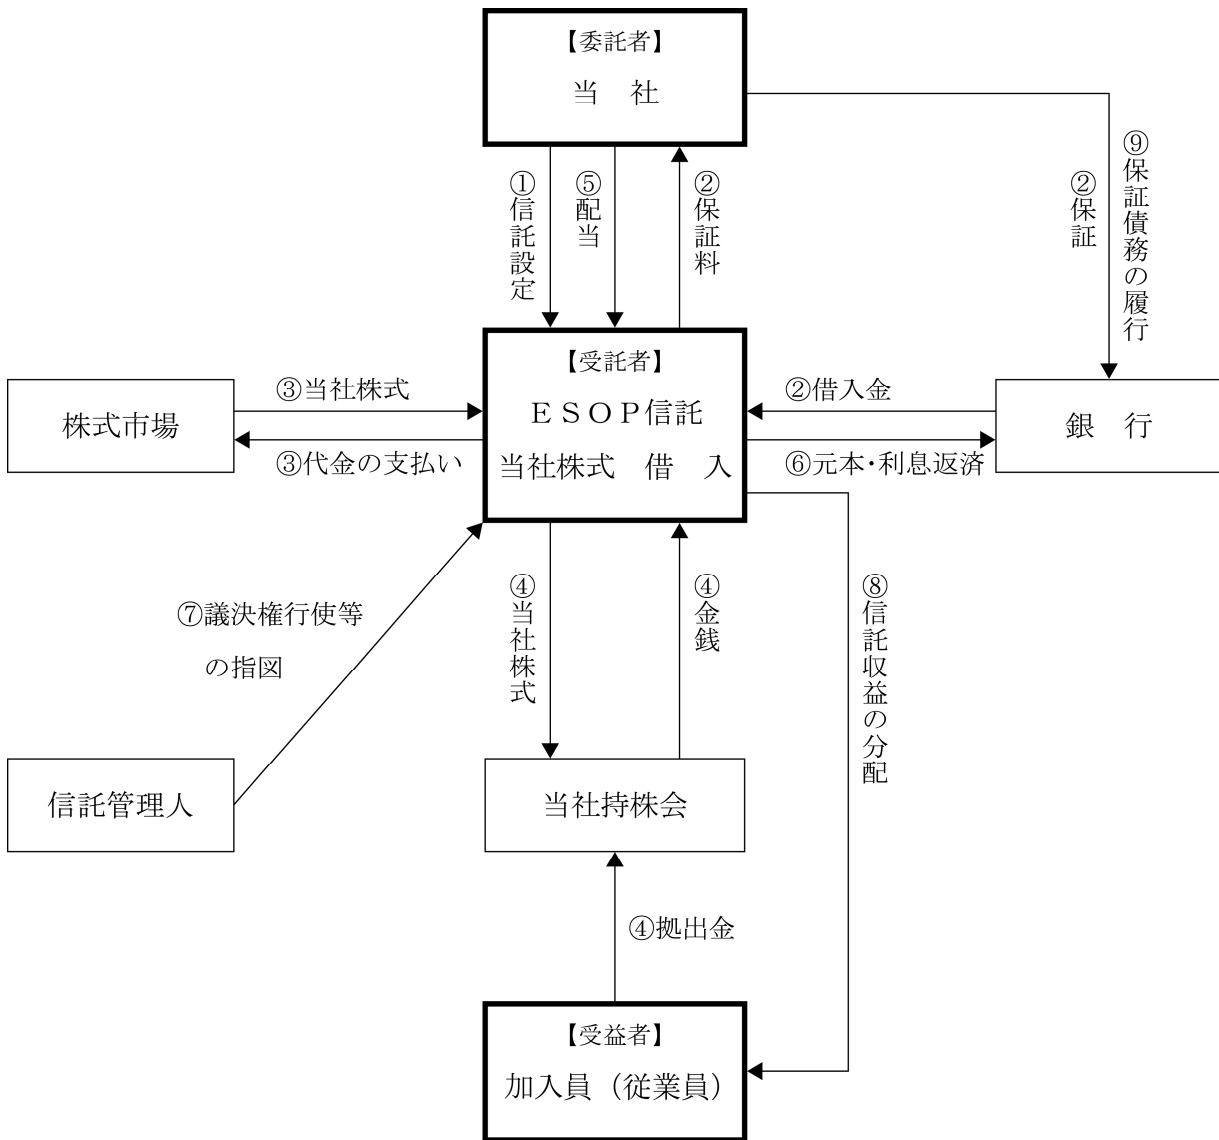 【委託者】
当　社
①信託設定
⑤配当
②保証料
②保証
⑨保証債務の履行
【受託者】
ＥＳＯＰ信託
当社株式　借　入
株式市場
③当社株式
③代金の支払い
②借入金
⑥元本・利息返済
銀　行
⑦議決権行使等
の指図
④当社株式
④金銭
⑧信託収益の分配
信託管理人
当社持株会
④拠出金
【受益者】
加入員（従業員）